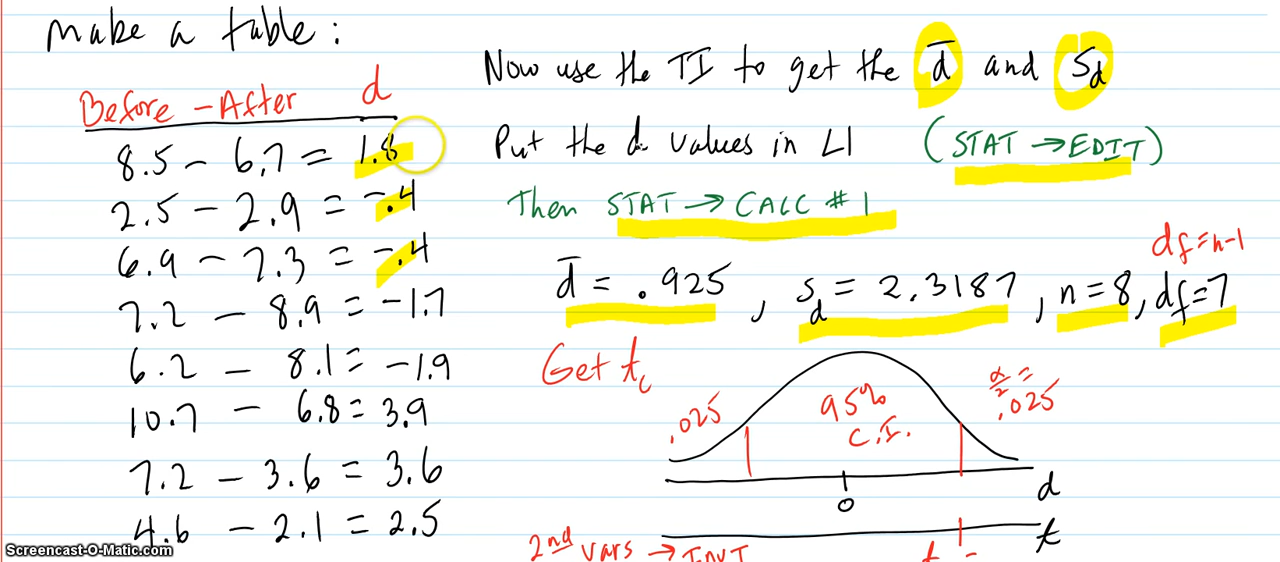 Make a table:
Before - After d
8.5 - 6.7 = 1.8
2.5 - 2.9 = -.4
6.9 - 7.3 = -.4
7.2 - 8.9 = -1.7
6.2 - 8.1 = -1.9
10.7 - 6.8 = 3.9
7.2 - 3.6 = 3.6
4.6 - 2.1 = 2.5
Now use the TI to get the d̄ and Sd
Put the d values in L1 (STAT → EDIT)
Then STAT → CALC #1
df = n-1
d̄ = .925, sd = 2.3187, n = 8, df = 7
Get tc
.025
95%
C.I.
α/2 =
.025
0
d
t
2nd vars → InvT
Screencast-O-Matic.com